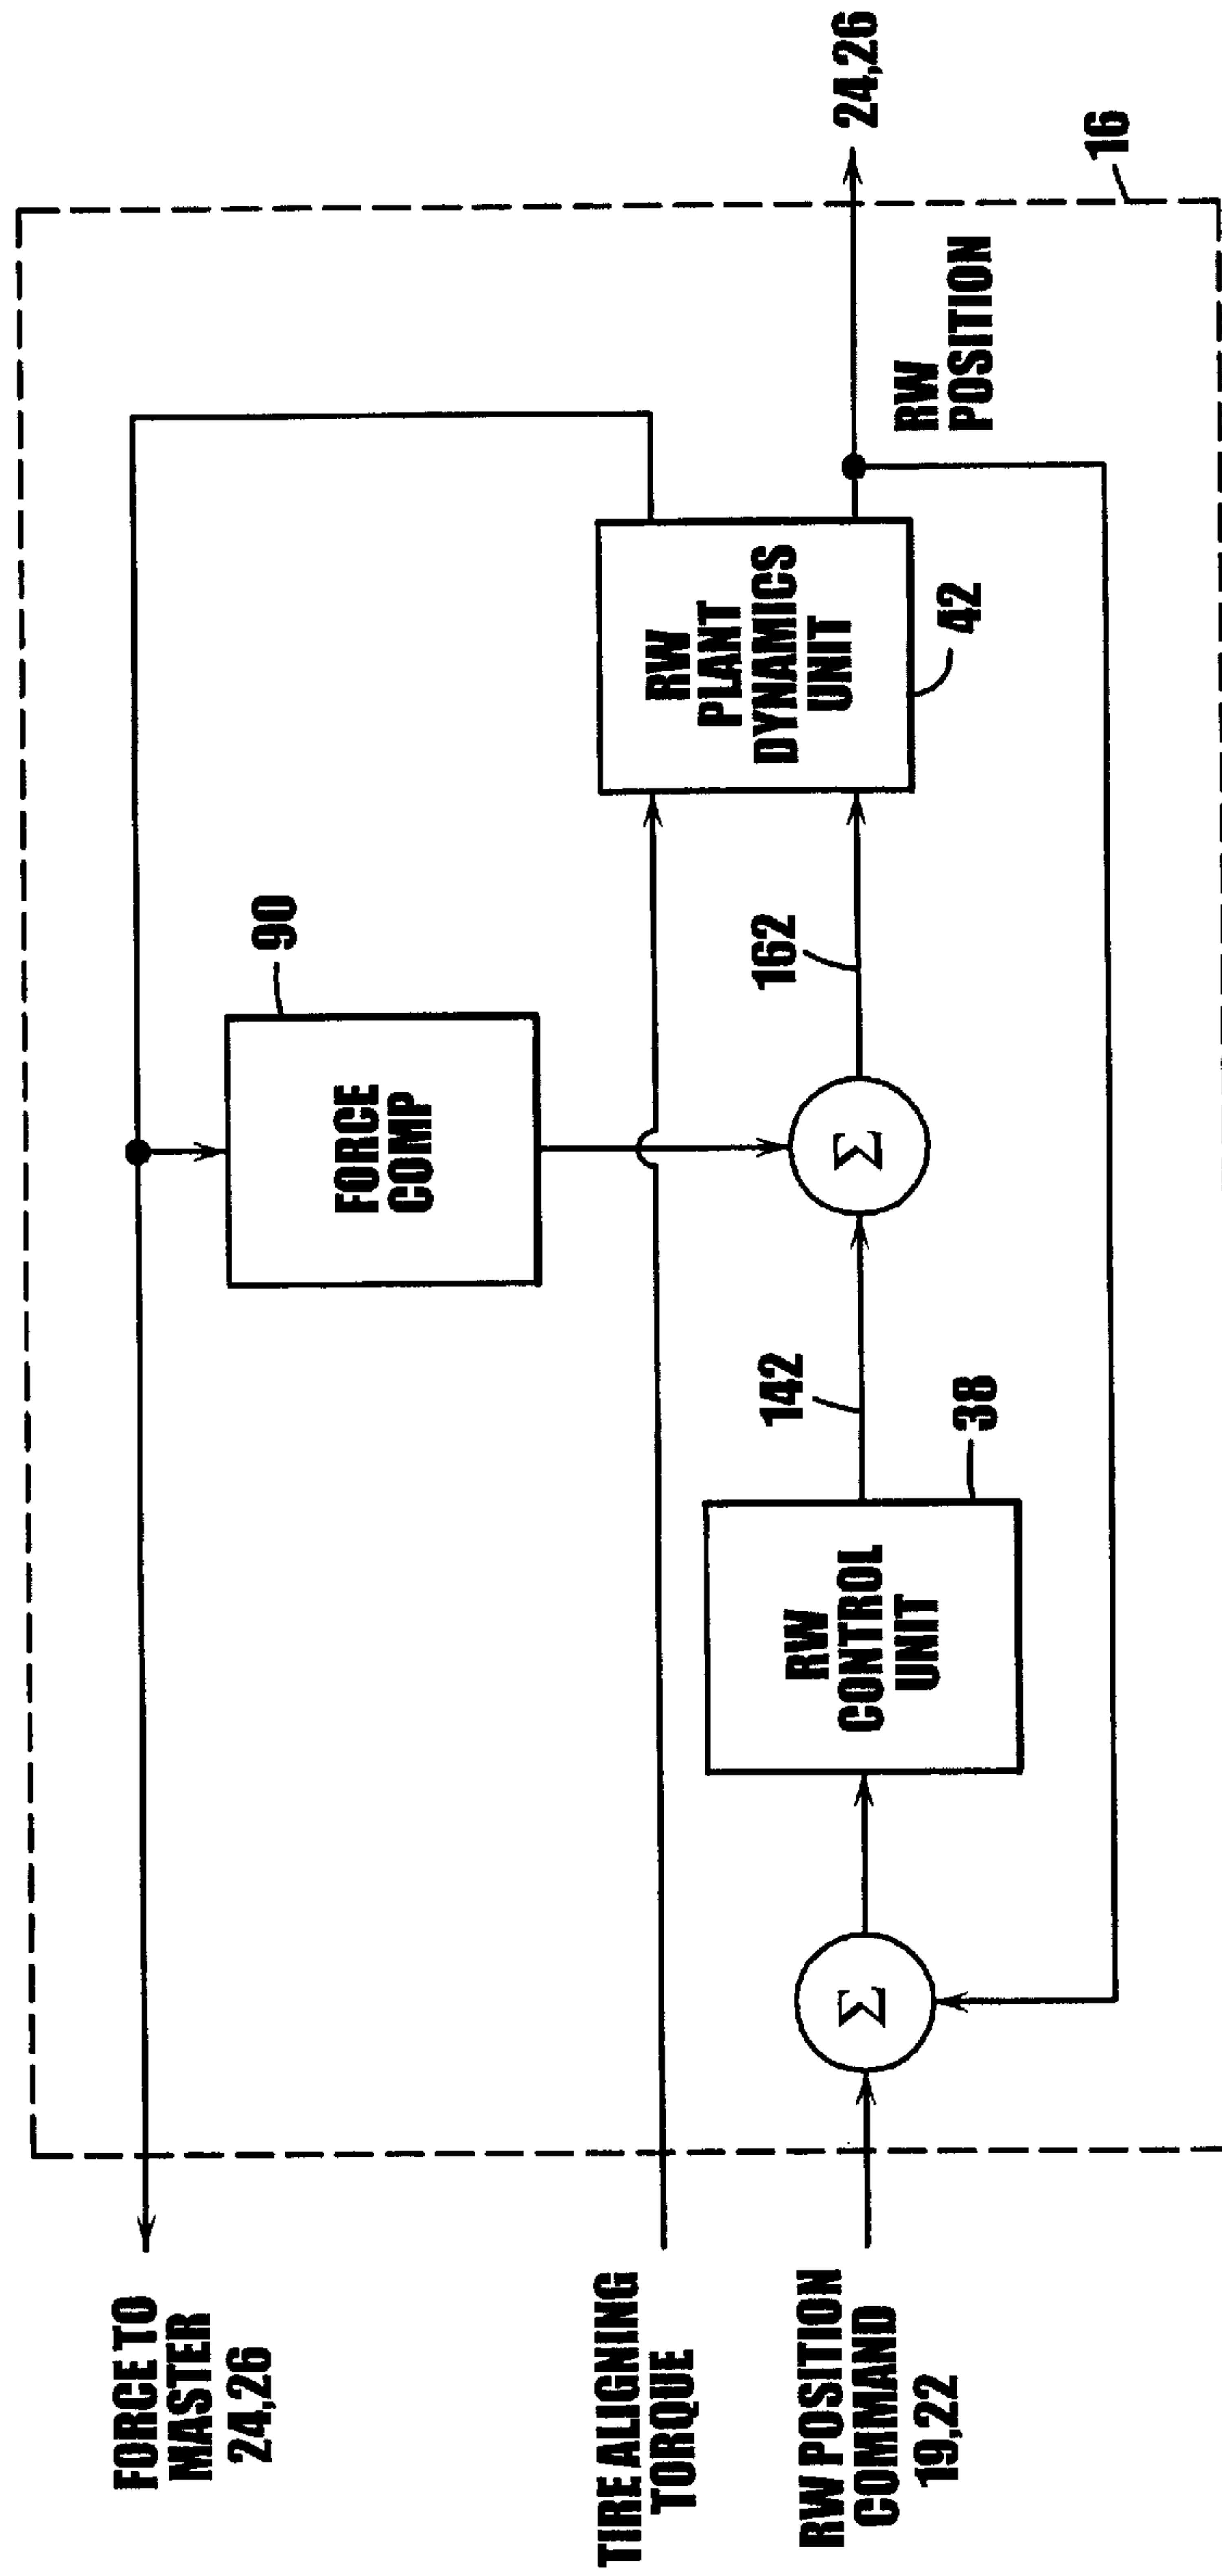 FORCE TO
MASTER
24,26
TIRE ALIGNING
TORQUE
RW POSITION
COMMAND
19,22
Σ
RW
CONTROL
UNIT
38
142
FORCE
COMP
90
Σ
162
RW
PLANT
DYNAMICS
UNIT
42
RW
POSITION
24,26
16